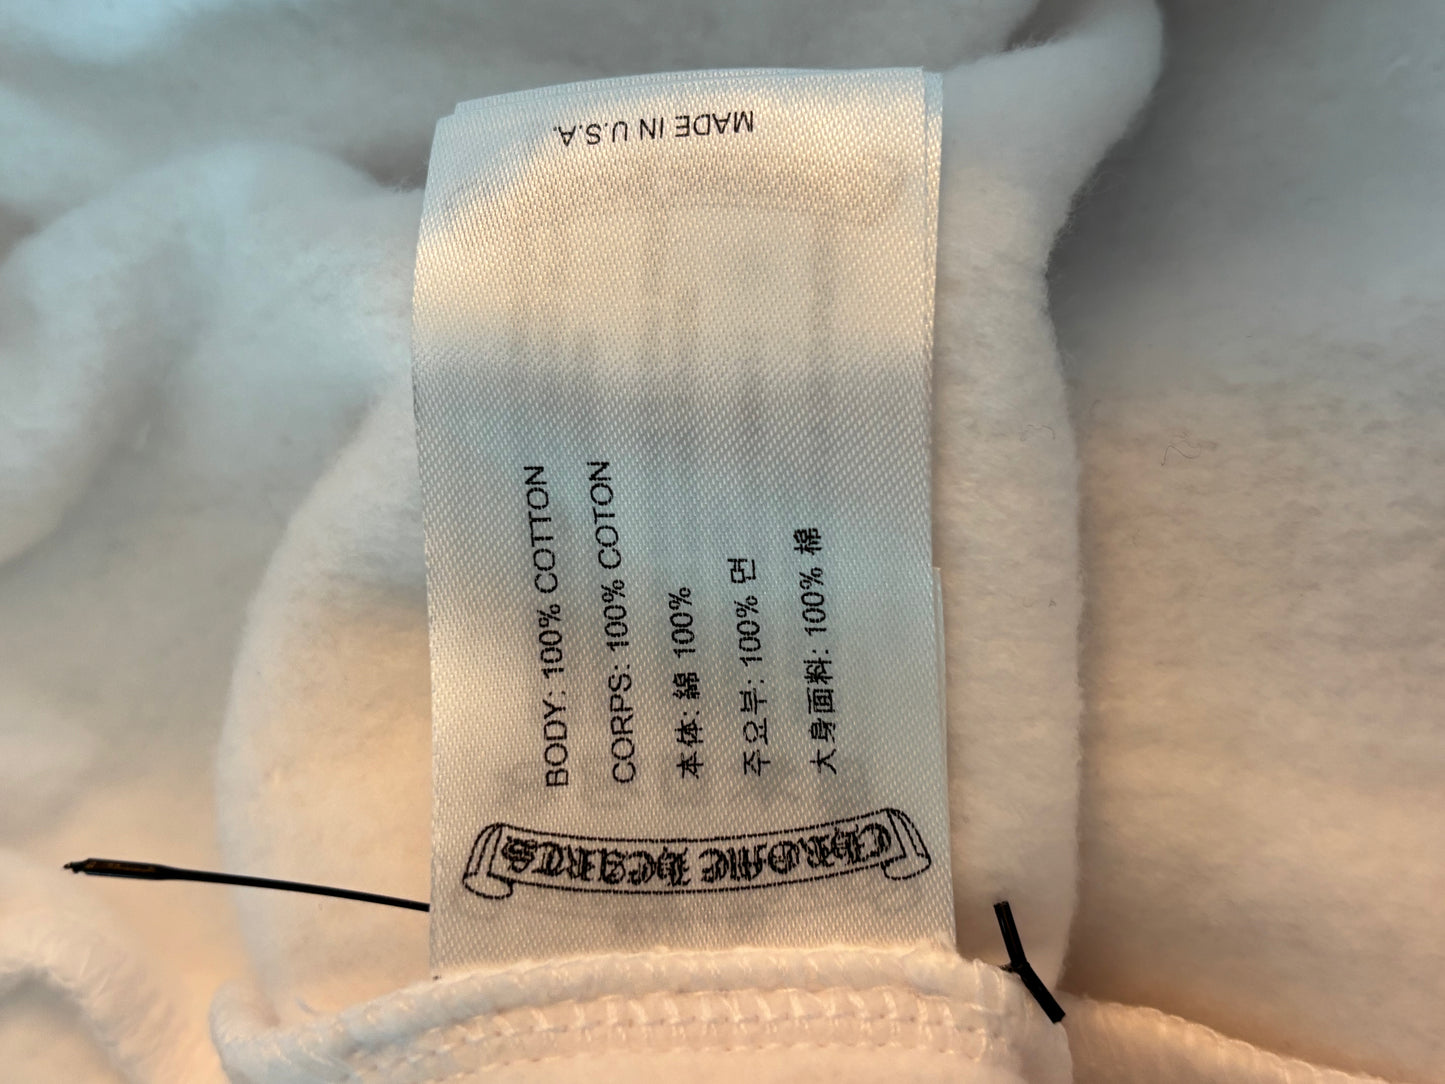 MADE IN U.S.A.
BODY: 100% COTTON
CORPS: 100% COTON
本体: 綿 100%
주요부: 100% 면
大身面料: 100% 棉
CHROME HEARTS